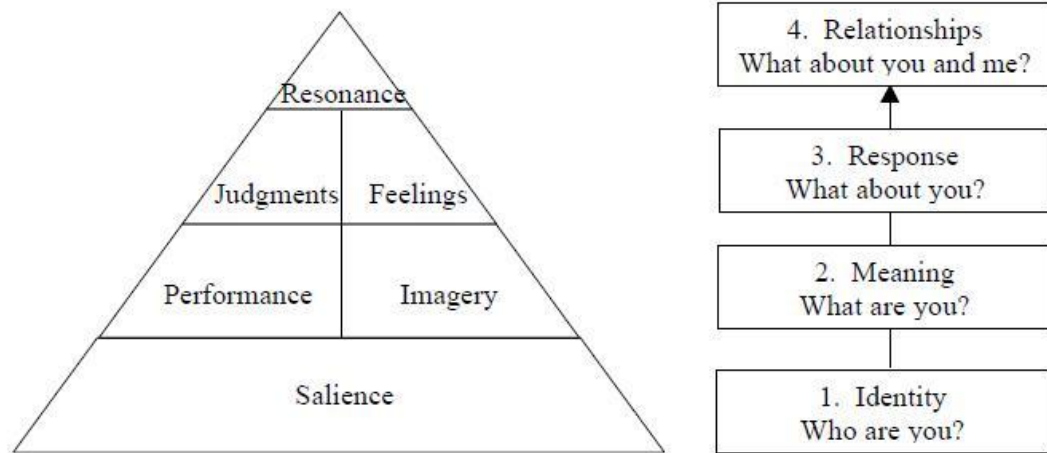 Resonance
Judgments
Feelings
Performance
Imagery
Salience
4. Relationships
What about you and me?
3. Response
What about you?
2. Meaning
What are you?
1. Identity
Who are you?